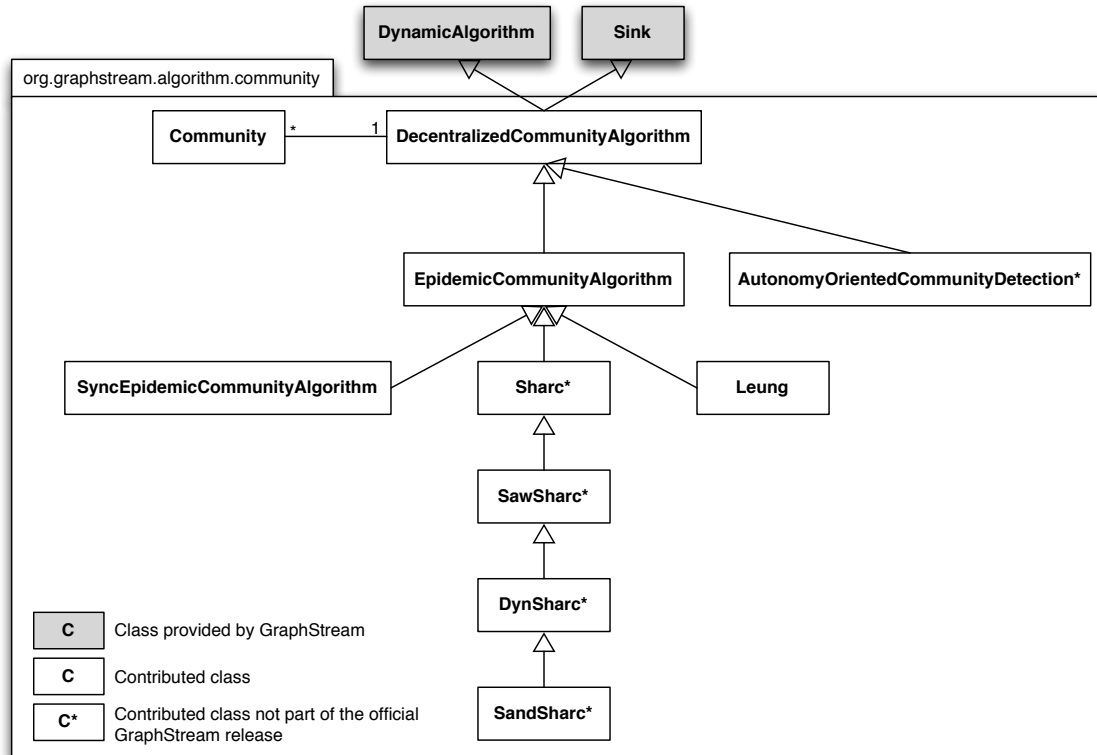 DynamicAlgorithm
Sink
org.graphstream.algorithm.community
Community
*
1
DecentralizedCommunityAlgorithm
EpidemicCommunityAlgorithm
AutonomyOrientedCommunityDetection*
SyncEpidemicCommunityAlgorithm
Sharc*
Leung
SawSharc*
DynSharc*
SandSharc*
C
Class provided by GraphStream
C
Contributed class
C*
Contributed class not part of the official
GraphStream release